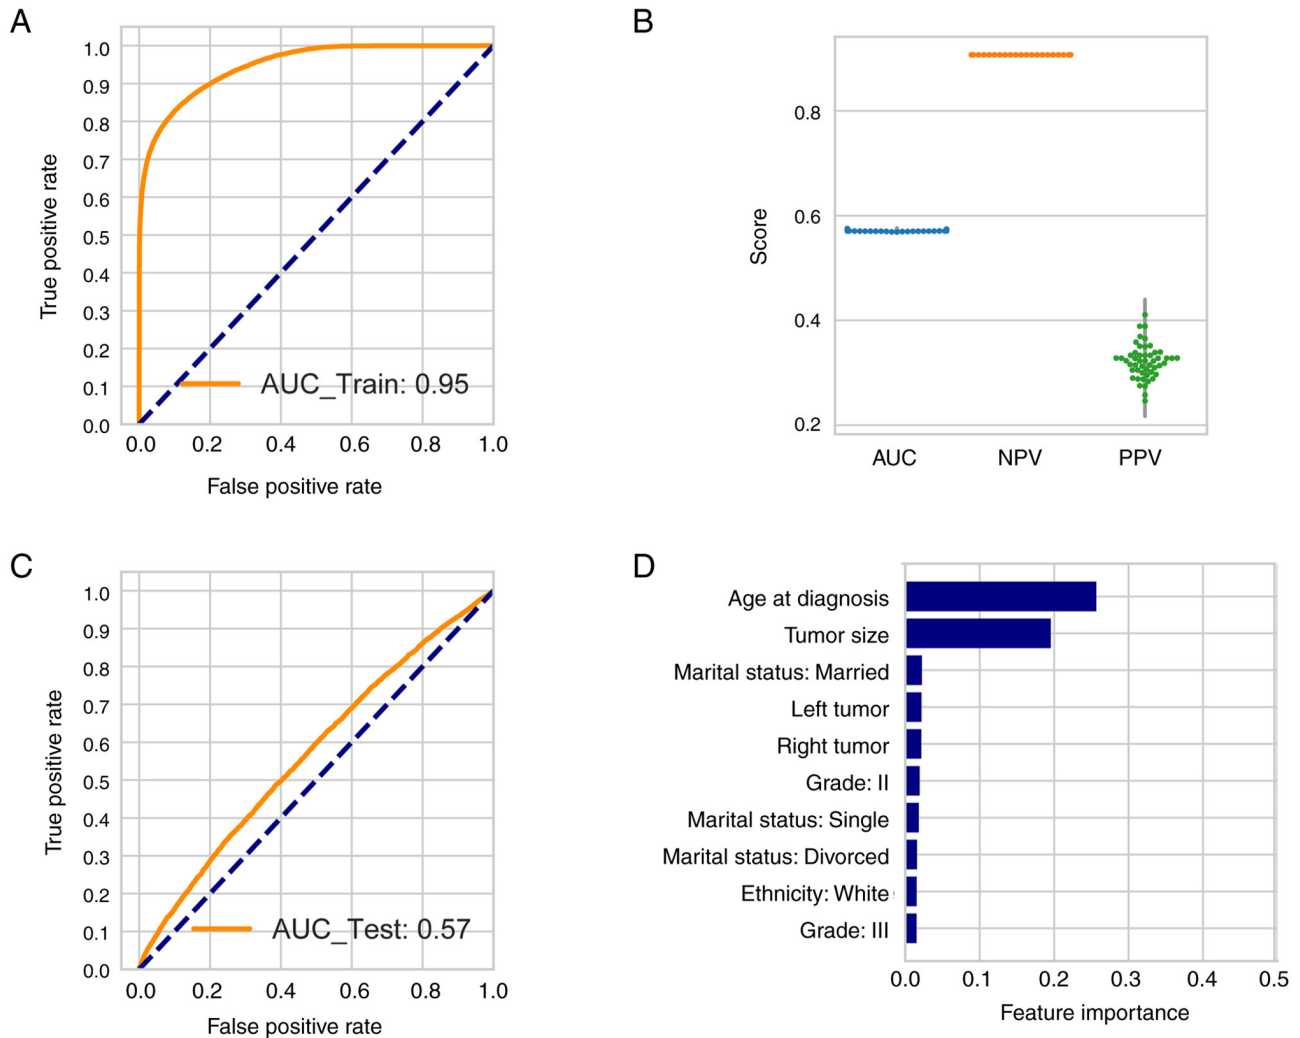 A
1.0
0.9
0.8
0.7
0.6
0.5
0.4
0.3
0.2
0.1
0.0
True positive rate
AUC_Train: 0.95
0.0 0.2 0.4 0.6 0.8 1.0
False positive rate
B
0.8
0.6
0.4
0.2
Score
AUC NPV PPV
C
1.0
0.9
0.8
0.7
0.6
0.5
0.4
0.3
0.2
0.1
0.0
True positive rate
AUC_Test: 0.57
0.0 0.2 0.4 0.6 0.8 1.0
False positive rate
D
Age at diagnosis
Tumor size
Marital status: Married
Left tumor
Right tumor
Grade: II
Marital status: Single
Marital status: Divorced
Ethnicity: White
Grade: III
0.0 0.1 0.2 0.3 0.4 0.5
Feature importance